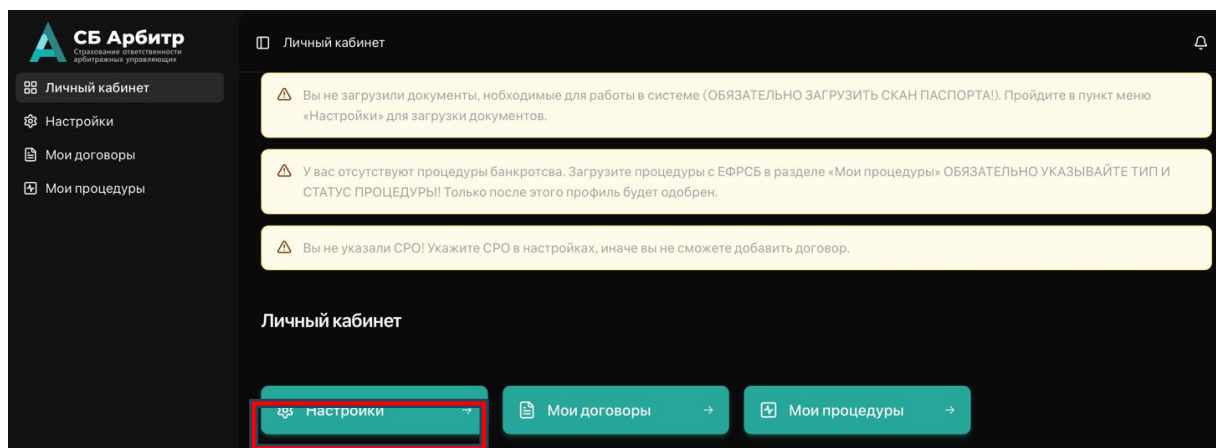 СБ Арбитр
Страхование ответственности
арбитражных управляющих
Личный кабинет
Настройки
Мои договоры
Мои процедуры
Личный кабинет
Вы не загрузили документы, нобходимые для работы в системе (ОБЯЗАТЕЛЬНО ЗАГРУЗИТЬ СКАН ПАСПОРТА!). Пройдите в пункт меню
«Настройки» для загрузки документов.
У вас отсутствуют процедуры банкротсва. Загрузите процедуры с ЕФРСБ в разделе «Мои процедуры» ОБЯЗАТЕЛЬНО УКАЗЫВАЙТЕ ТИП И
СТАТУС ПРОЦЕДУРЫ! Только после этого профиль будет одобрен.
Вы не указали СРО! Укажите СРО в настройках, иначе вы не сможете добавить договор.
Личный кабинет
Настройки →
Мои договоры →
Мои процедуры →